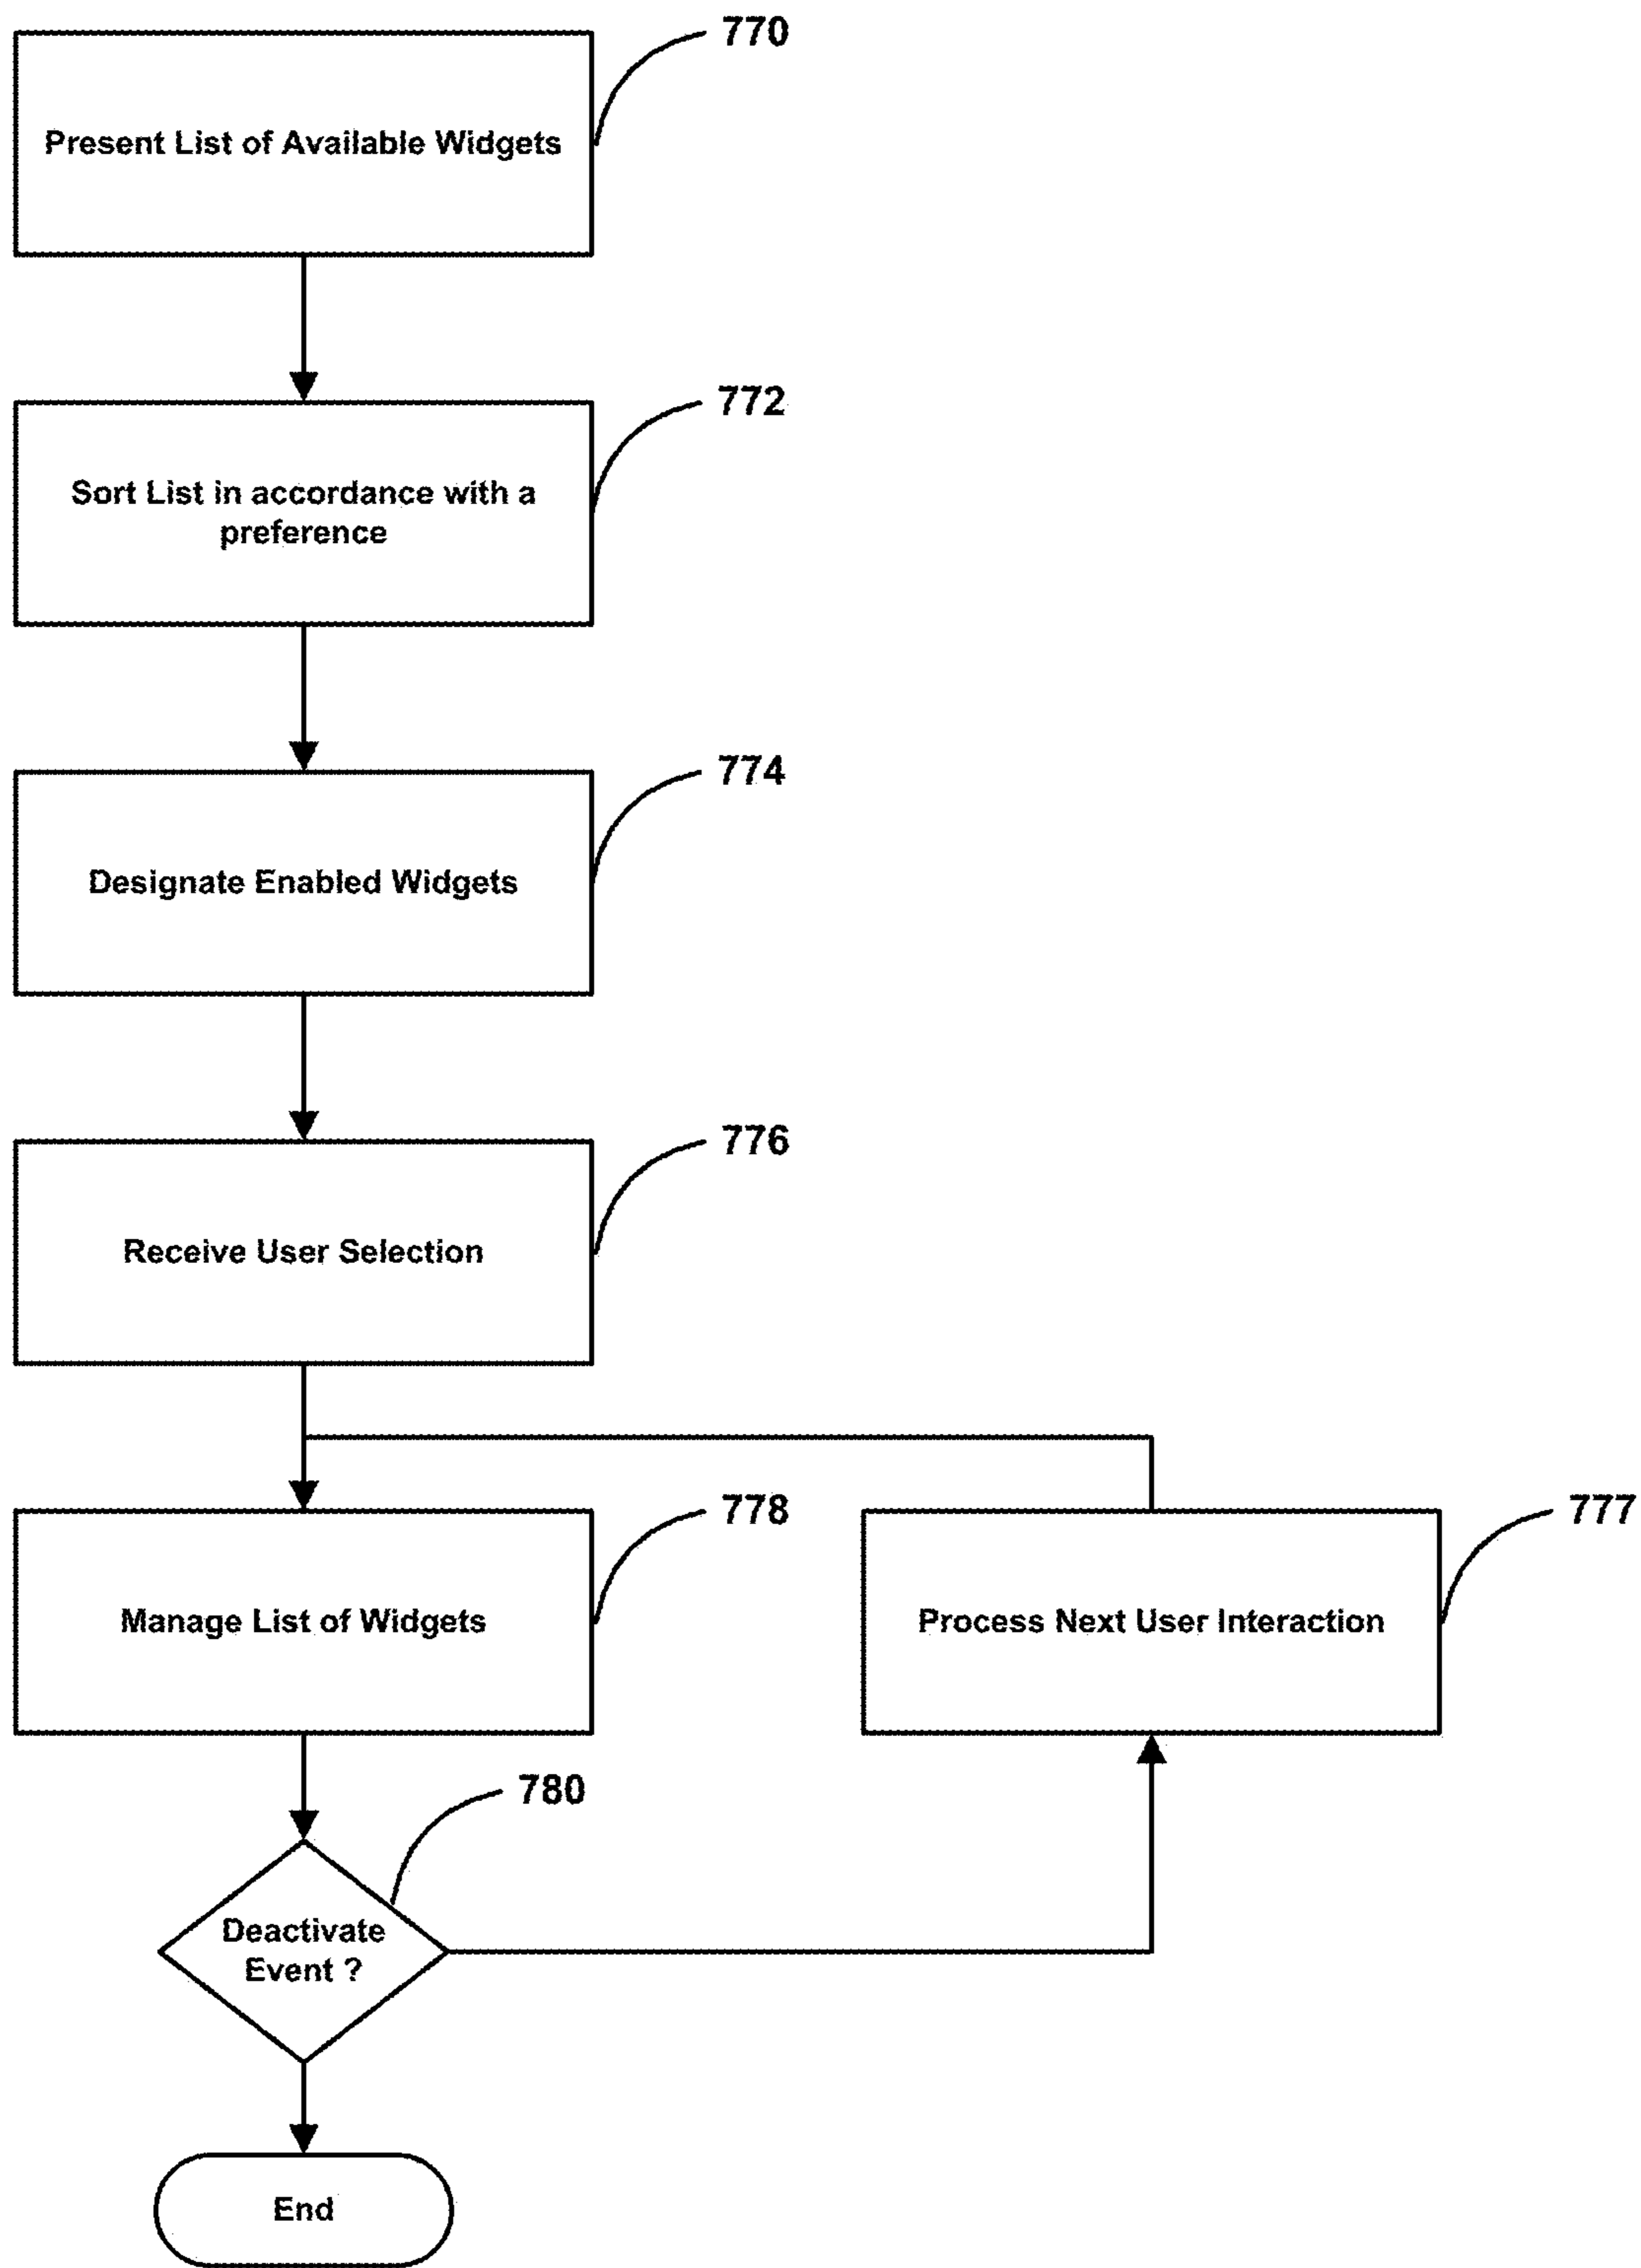 770
Present List of Available Widgets
772
Sort List in accordance with a
preference
774
Designate Enabled Widgets
776
Receive User Selection
778
777
Manage List of Widgets
Process Next User Interaction
780
Deactivate
Event ?
End